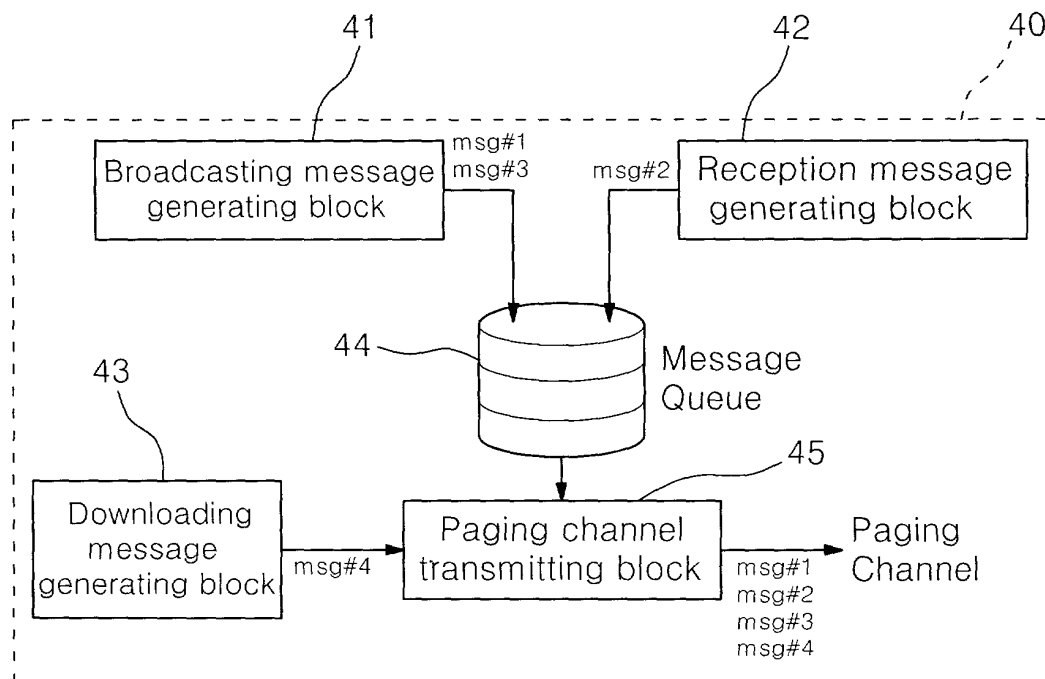 41
42
40
Broadcasting message
generating block
msg#1
msg#3
msg#2
Reception message
generating block
44
Message
Queue
43
45
Downloading
message
generating block
msg#4
Paging channel
transmitting block
msg#1
msg#2
msg#3
msg#4
Paging
Channel